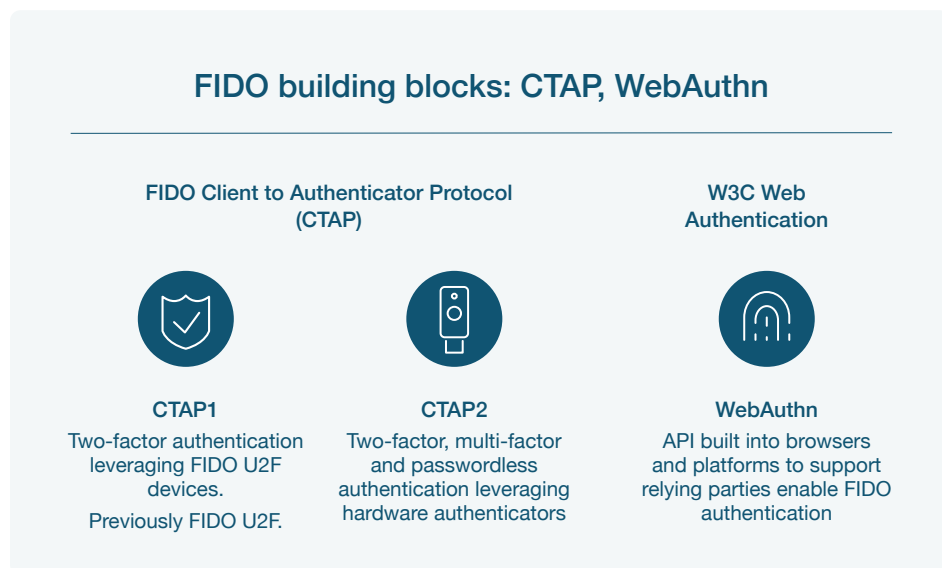 FIDO building blocks: CTAP, WebAuthn
FIDO Client to Authenticator Protocol
(CTAP)
W3C Web
Authentication
CTAP1
Two-factor authentication
leveraging FIDO U2F
devices.
Previously FIDO U2F.
CTAP2
Two-factor, multi-factor
and passwordless
authentication leveraging
hardware authenticators
WebAuthn
API built into browsers
and platforms to support
relying parties enable FIDO
authentication